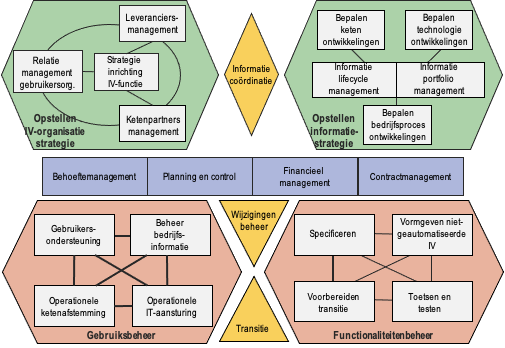 Leveranciers-
management
Relatie
management
gebruikersorg.
Strategie
inrichting
IV-functie
Ketenpartners
management
Opstellen
IV-organisatie
strategie
Informatie
coördinatie
Bepalen
keten
ontwikkelingen
Bepalen
technologie
ontwikkelingen
Informatie
lifecycle
management
Informatie
portfolio
management
Bepalen
bedrijfsproces
ontwikkelingen
Opstellen
informatie-
strategie
Behoeftemanagement
Planning en control
Financieel
management
Contractmanagement
Gebruikers-
ondersteuning
Beheer
bedrijfs-
informatie
Operationele
ketenafstemming
Operationele
IT-aansturing
Gebruiksbeheer
Wijzigingen
beheer
Transitie
Specificeren
Vormgeven niet-
geautomatiseerde
IV
Voorbereiden
transitie
Toetsen en
testen
Functionaliteitenbeheer